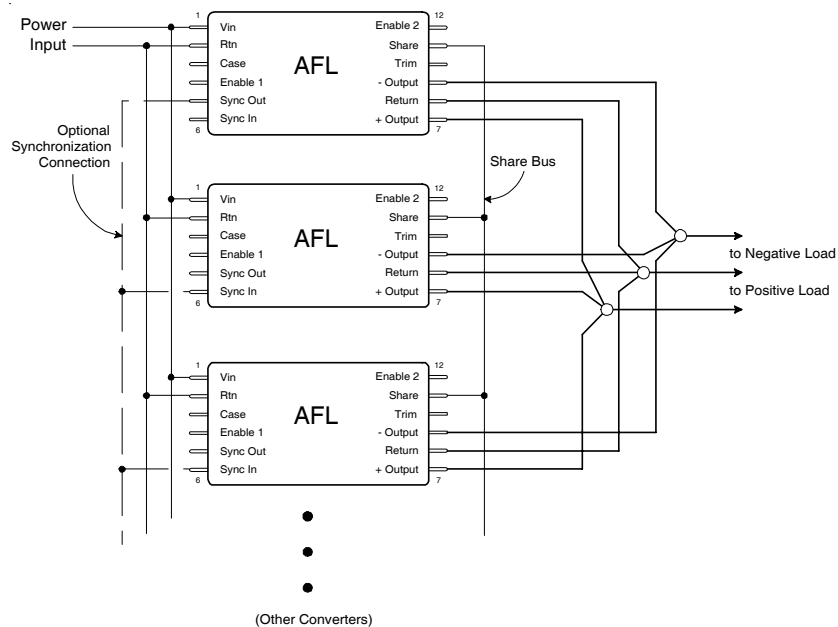 Power
Input
Optional
Synchronization
Connection
1
12
Vin
Rtn
Case
Enable 1
Sync Out
Sync In
AFL
Enable 2
Share
Trim
- Output
Return
+ Output
6
7
Share Bus
1
12
Vin
Rtn
Case
Enable 1
Sync Out
Sync In
AFL
Enable 2
Share
Trim
- Output
Return
+ Output
6
7
to Negative Load
to Positive Load
1
12
Vin
Rtn
Case
Enable 1
Sync Out
Sync In
AFL
Enable 2
Share
Trim
- Output
Return
+ Output
6
7
(Other Converters)